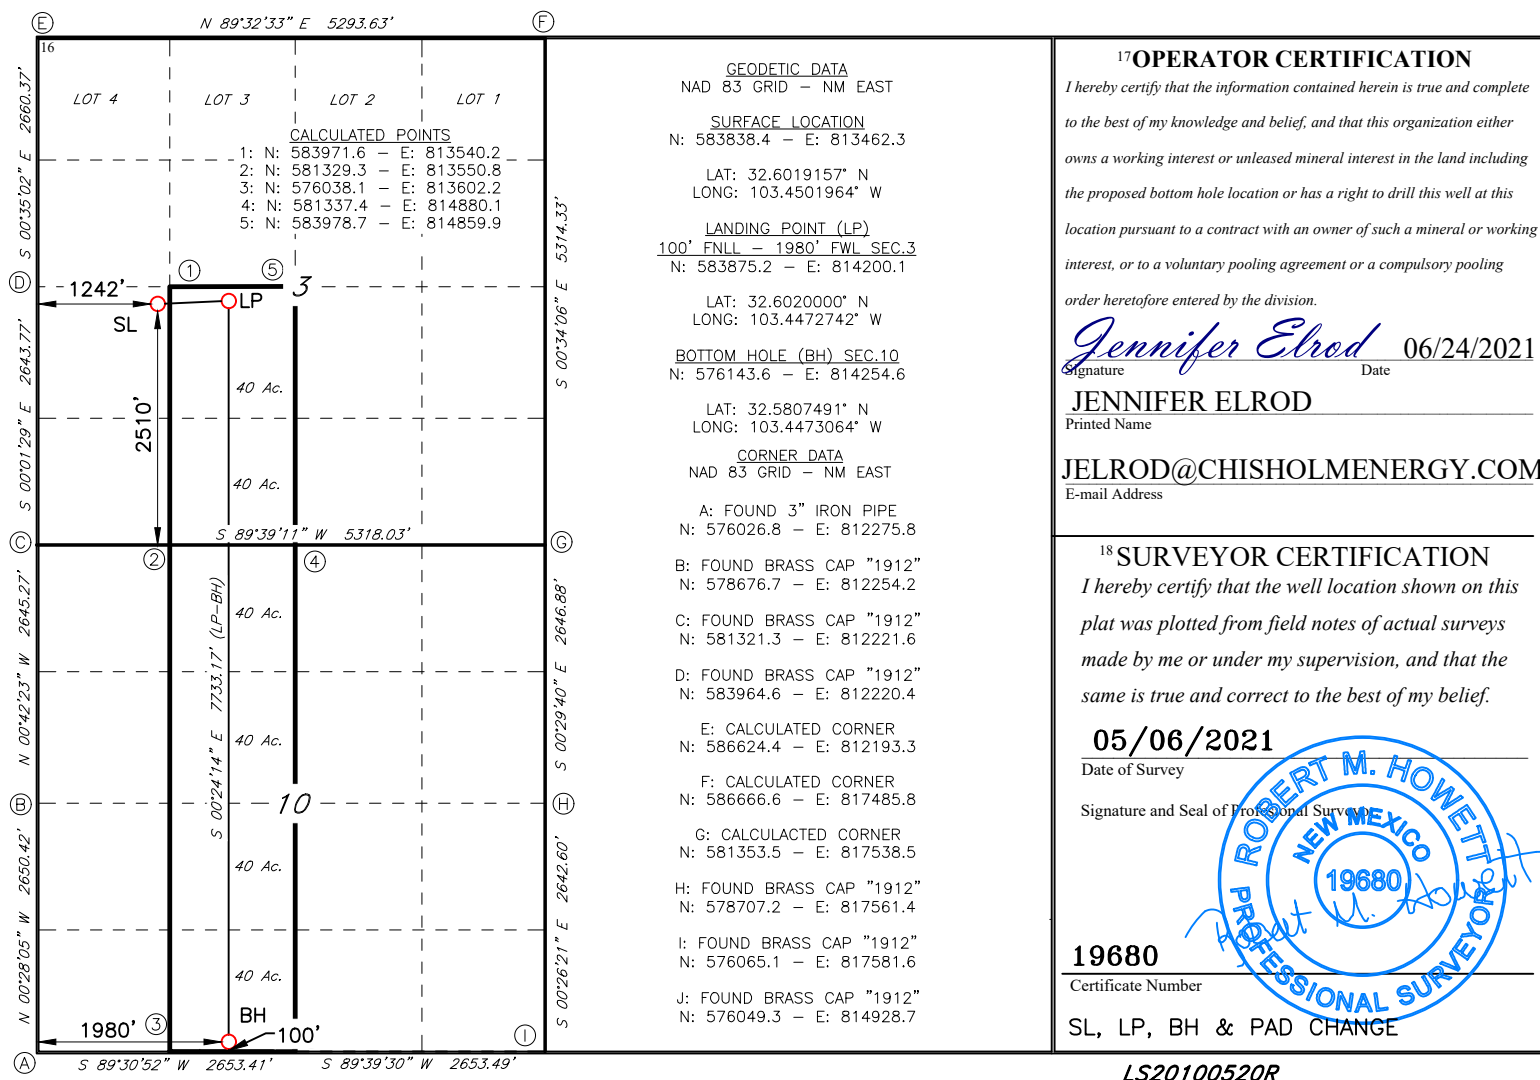 E N 89°32'33" E 5293.63' F
16
LOT 4 LOT 3 LOT 2 LOT 1
CALCULATED POINTS
1: N: 583971.6 – E: 813540.2
2: N: 581329.3 – E: 813550.8
3: N: 576038.1 – E: 813602.2
4: N: 581337.4 – E: 814880.1
5: N: 583978.7 – E: 814859.9
S 00°35'02" E 2660.37'
S 00°34'06" E 5314.33'
D 1 5 3
1242' LP
SL
S 00°01'29" E 2643.77'
2510'
40 Ac.
40 Ac.
S 89°39'11" W 5318.03'
C G
2 4
N 00°42'23" W 2645.27'
S 00°24'14" E 7733.17' (LP–BH)
S 00°29'40" E 2646.88'
40 Ac.
40 Ac.
B 10 H
N 00°28'05" W 2650.42'
S 00°26'21" E 2642.60'
40 Ac.
40 Ac.
BH
1980' 3 100' I
A S 89°30'52" W 2653.41' S 89°39'30" W 2653.49'
GEODETIC DATA
NAD 83 GRID – NM EAST
SURFACE LOCATION
N: 583838.4 – E: 813462.3
LAT: 32.6019157° N
LONG: 103.4501964° W
LANDING POINT (LP)
100' FNLL – 1980' FWL SEC.3
N: 583875.2 – E: 814200.1
LAT: 32.6020000° N
LONG: 103.4472742° W
BOTTOM HOLE (BH) SEC.10
N: 576143.6 – E: 814254.6
LAT: 32.5807491° N
LONG: 103.4473064° W
CORNER DATA
NAD 83 GRID – NM EAST
A: FOUND 3" IRON PIPE
N: 576026.8 – E: 812275.8
B: FOUND BRASS CAP "1912"
N: 578676.7 – E: 812254.2
C: FOUND BRASS CAP "1912"
N: 581321.3 – E: 812221.6
D: FOUND BRASS CAP "1912"
N: 583964.6 – E: 812220.4
E: CALCULATED CORNER
N: 586624.4 – E: 812193.3
F: CALCULATED CORNER
N: 586666.6 – E: 817485.8
G: CALCULACTED CORNER
N: 581353.5 – E: 817538.5
H: FOUND BRASS CAP "1912"
N: 578707.2 – E: 817561.4
I: FOUND BRASS CAP "1912"
N: 576065.1 – E: 817581.6
J: FOUND BRASS CAP "1912"
N: 576049.3 – E: 814928.7
17 OPERATOR CERTIFICATION
I hereby certify that the information contained herein is true and complete
to the best of my knowledge and belief, and that this organization either
owns a working interest or unleased mineral interest in the land including
the proposed bottom hole location or has a right to drill this well at this
location pursuant to a contract with an owner of such a mineral or working
interest, or to a voluntary pooling agreement or a compulsory pooling
order heretofore entered by the division.
Jennifer Elrod 06/24/2021
Signature Date
JENNIFER ELROD
Printed Name
JELROD@CHISHOLMENERGY.COM
E-mail Address
18 SURVEYOR CERTIFICATION
I hereby certify that the well location shown on this
plat was plotted from field notes of actual surveys
made by me or under my supervision, and that the
same is true and correct to the best of my belief.
05/06/2021
Date of Survey
Signature and Seal of Professional Surveyor
ROBERT M. HOWETT
NEW MEXICO
19680
PROFESSIONAL SURVEYOR
Robert M. Howett
19680
Certificate Number
SL, LP, BH & PAD CHANGE
LS20100520R